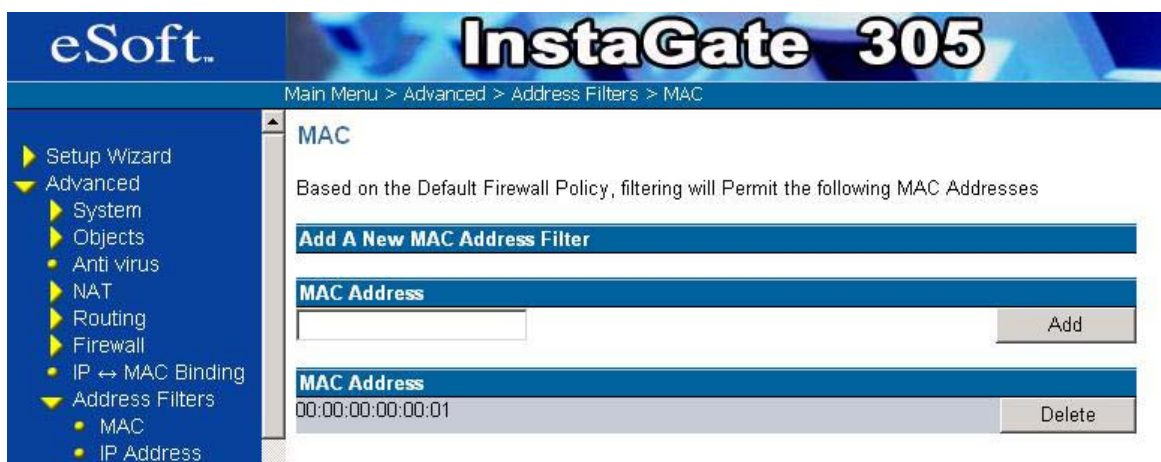 eSoft™
InstaGate 305
Main Menu > Advanced > Address Filters > MAC
Setup Wizard
Advanced
System
Objects
Anti virus
NAT
Routing
Firewall
IP ↔ MAC Binding
Address Filters
MAC
IP Address
MAC
Based on the Default Firewall Policy, filtering will Permit the following MAC Addresses
Add A New MAC Address Filter
MAC Address
Add
MAC Address
00:00:00:00:00:01
Delete